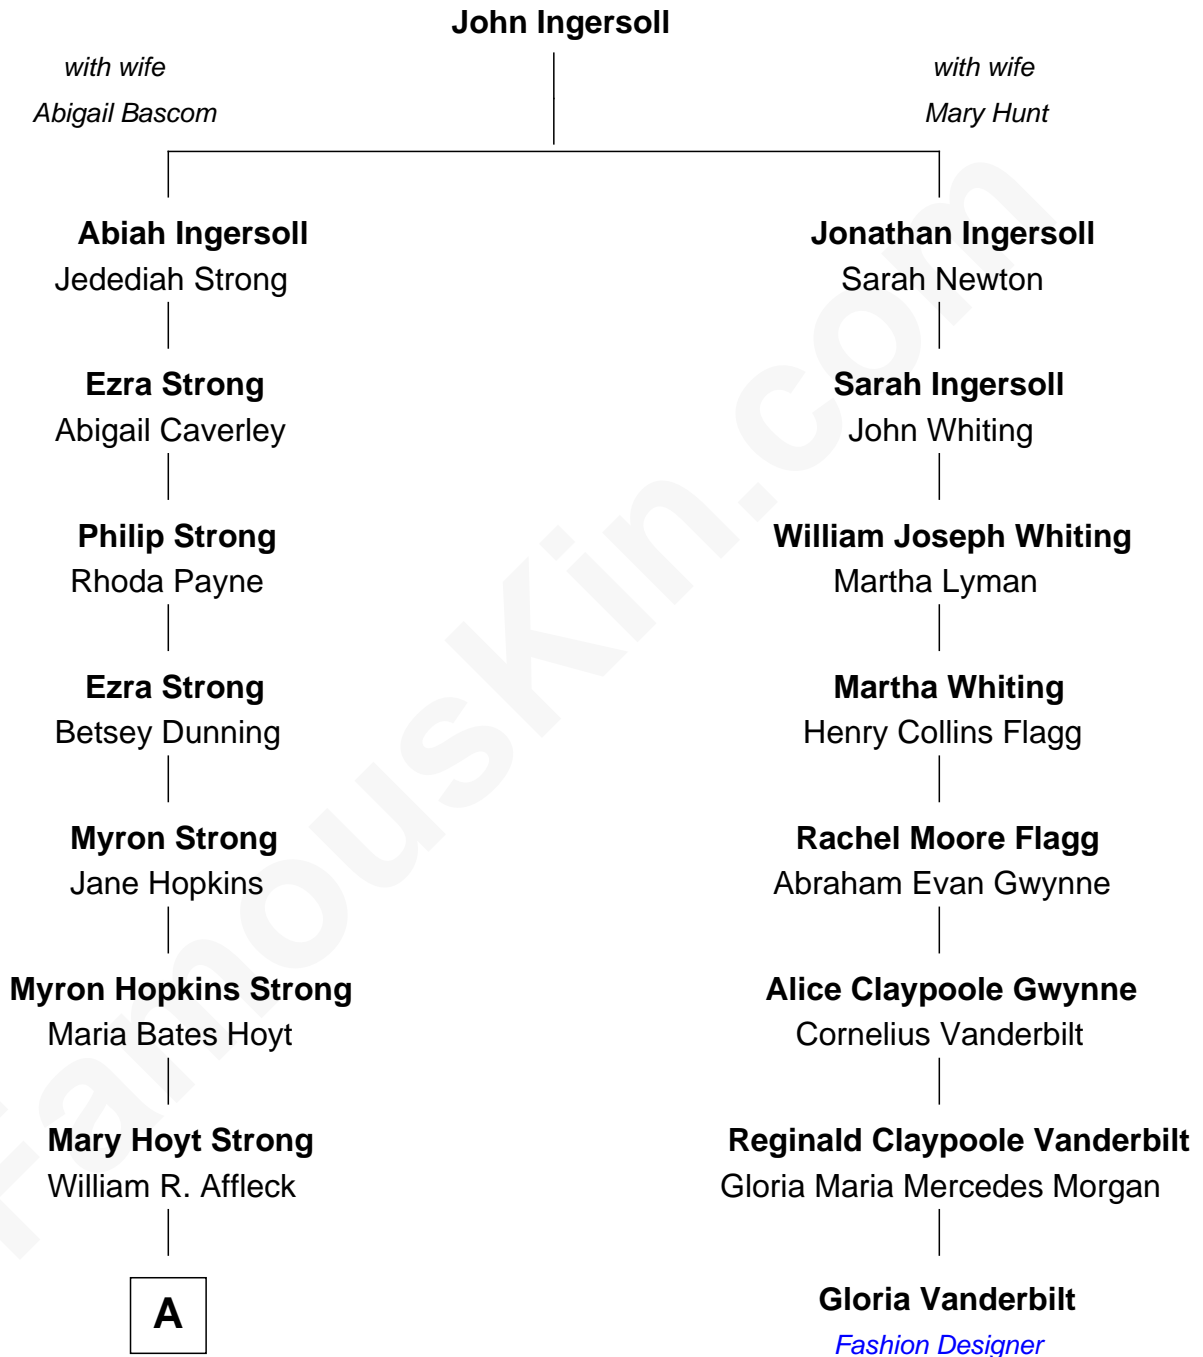 John Ingersoll
with wife
Abigail Bascom
with wife
Mary Hunt
Abiah Ingersoll
Jedediah Strong
Jonathan Ingersoll
Sarah Newton
Ezra Strong
Abigail Caverley
Sarah Ingersoll
John Whiting
Philip Strong
Rhoda Payne
William Joseph Whiting
Martha Lyman
Ezra Strong
Betsey Dunning
Martha Whiting
Henry Collins Flagg
Myron Strong
Jane Hopkins
Rachel Moore Flagg
Abraham Evan Gwynne
Myron Hopkins Strong
Maria Bates Hoyt
Alice Claypoole Gwynne
Cornelius Vanderbilt
Mary Hoyt Strong
William R. Affleck
Reginald Claypoole Vanderbilt
Gloria Maria Mercedes Morgan
A
Gloria Vanderbilt
Fashion Designer
FamousKin.com